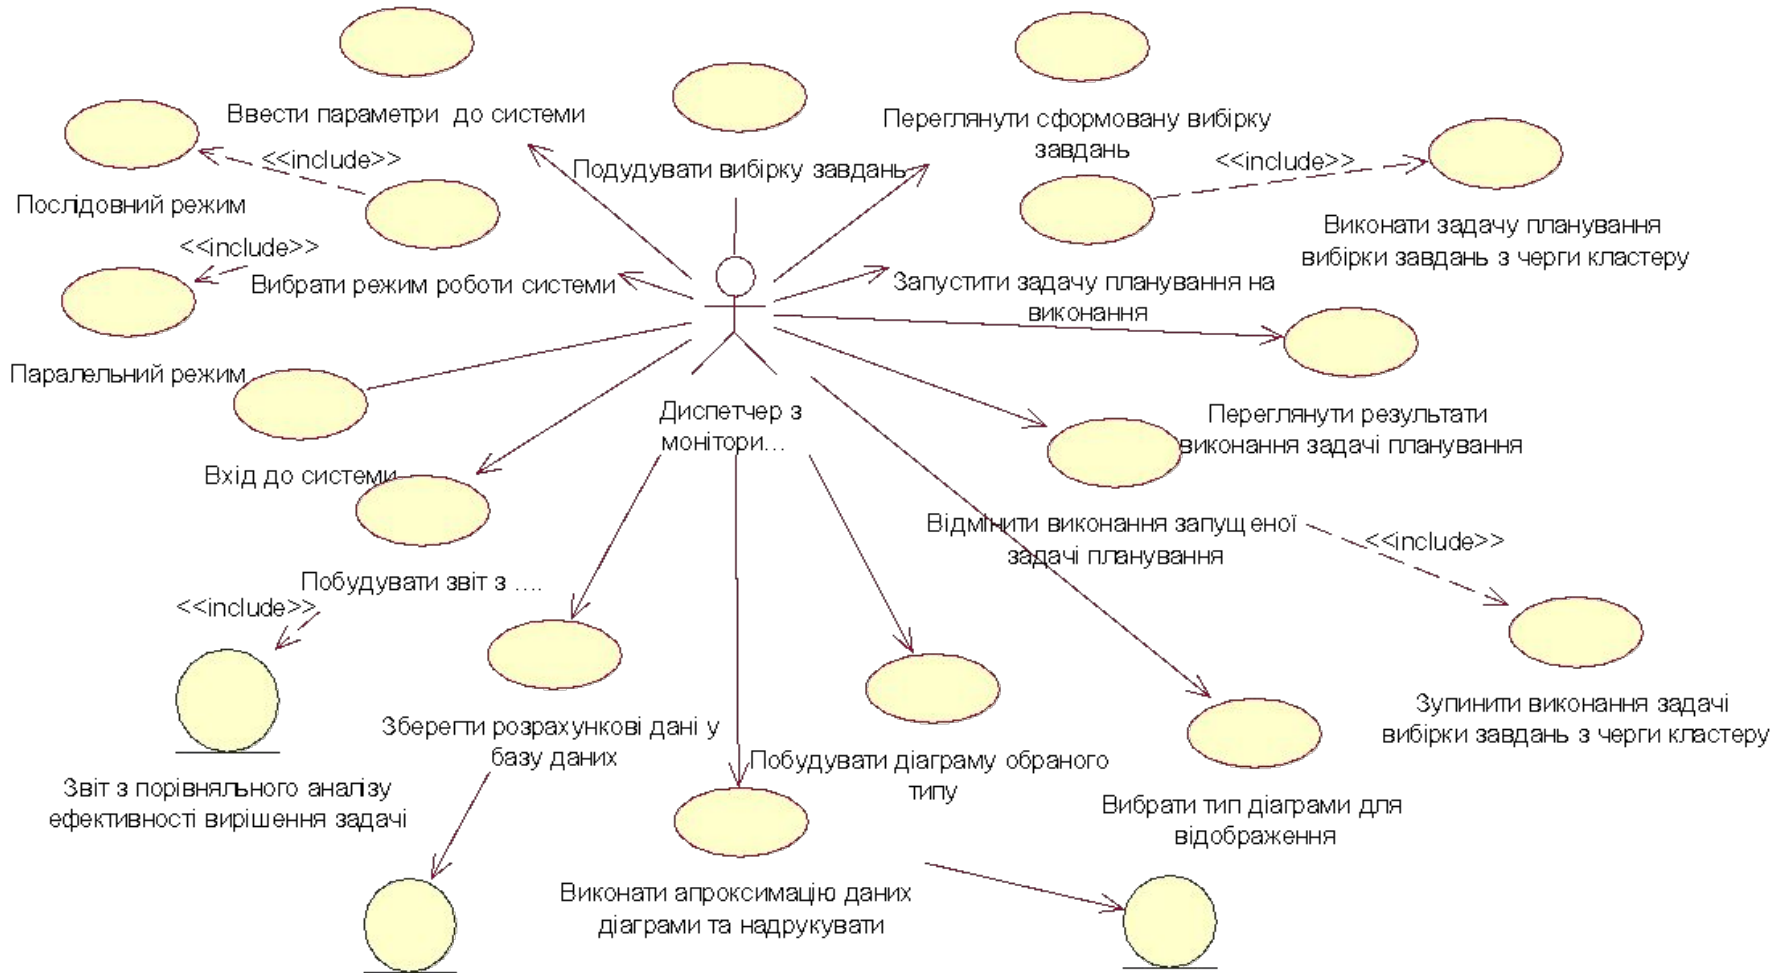 Ввести параметри до системи
Подудувати вибірку завдань
Переглянути сформовану вибірку
завдань
<<include>>
<<include>>
Послідовний режим
Виконати задачу планування
вибірки завдань з черги кластеру
<<include>>
Вибрати режим роботи системи
Запустити задачу планування на
виконання
Паралельний режим
Диспетчер з
монітори...
Переглянути результати
виконання задачі планування
Вхід до системи
Відмінити виконання запущеної
задачі планування
<<include>>
Побудувати звіт з ....
<<include>>
Зберегти розрахункові дані у
базу даних
Побудувати діаграму обраного
типу
Зупинити виконання задачі
вибірки завдань з черги кластеру
Звіт з порівняльного аналізу
ефективності вирішення задачі
Вибрати тип діаграми для
відображення
Виконати апроксимацію даних
діаграми та надрукувати